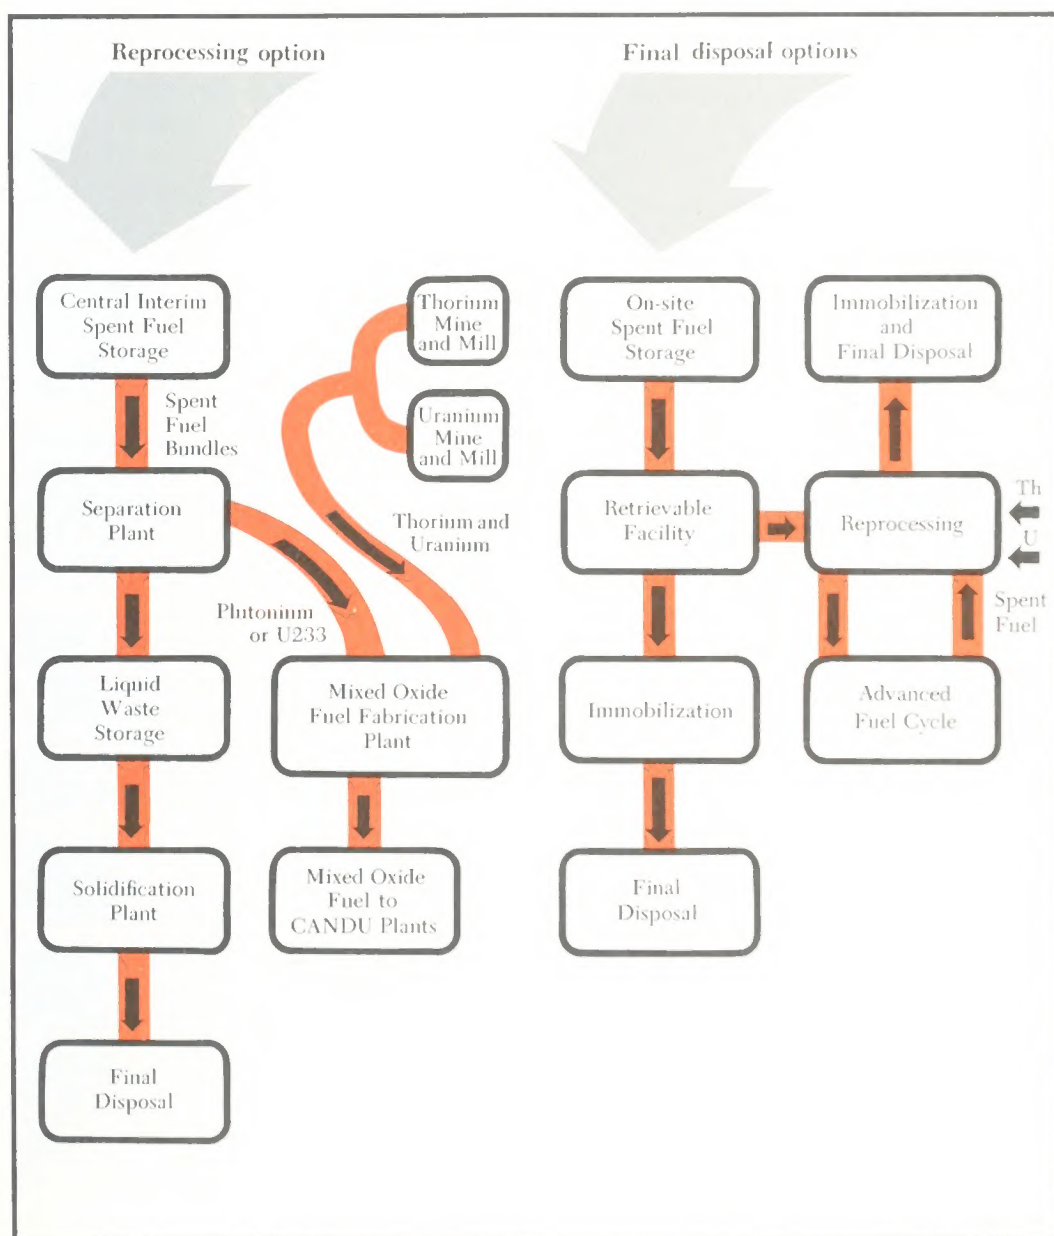 Reprocessing option
Final disposal options
Central Interim
Spent Fuel
Storage
Spent
Fuel
Bundles
Separation
Plant
Plutonium
or U233
Liquid
Waste
Storage
Solidification
Plant
Final
Disposal
Thorium
Mine
and Mill
Uranium
Mine
and Mill
Thorium and
Uranium
Mixed Oxide
Fuel Fabrication
Plant
Mixed Oxide
Fuel to
CANDU Plants
On-site
Spent Fuel
Storage
Retrievable
Facility
Immobilization
Final
Disposal
Immobilization
and
Final Disposal
Reprocessing
Th
U
Spent
Fuel
Advanced
Fuel Cycle